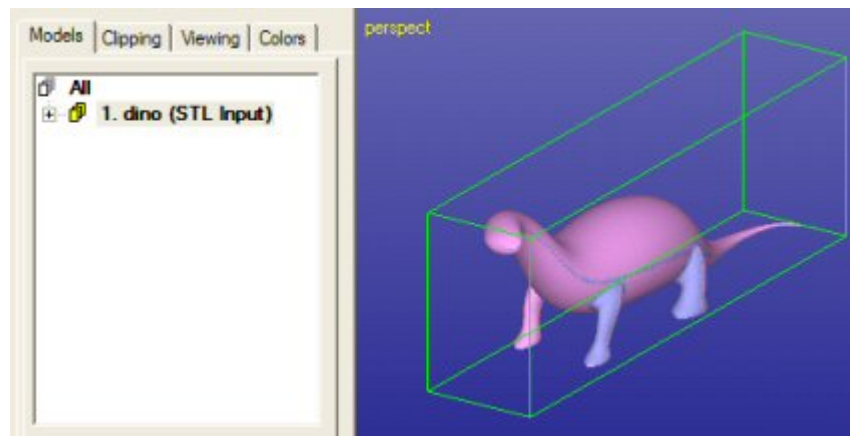 Models Clipping Viewing Colors
perspect
All
1. dino (STL Input)